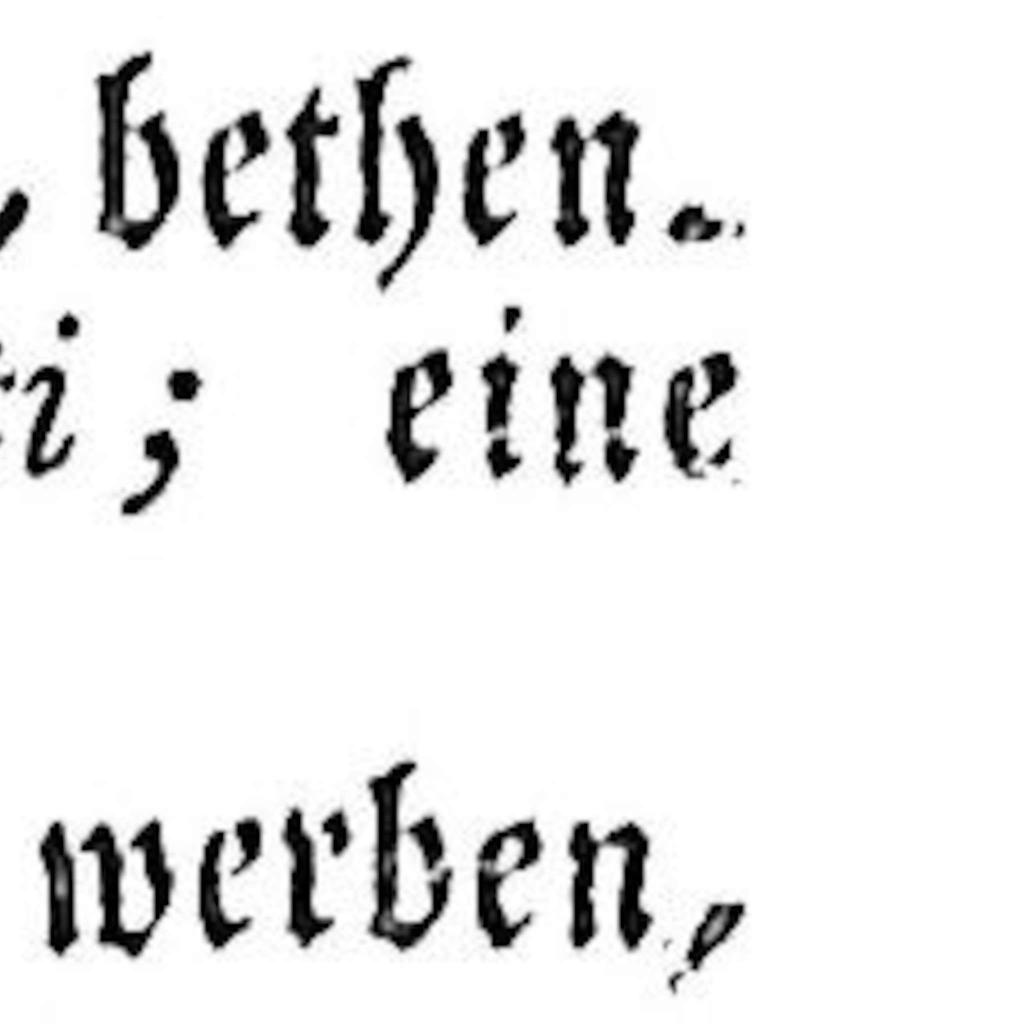 , bethen.
i; eine
werben,